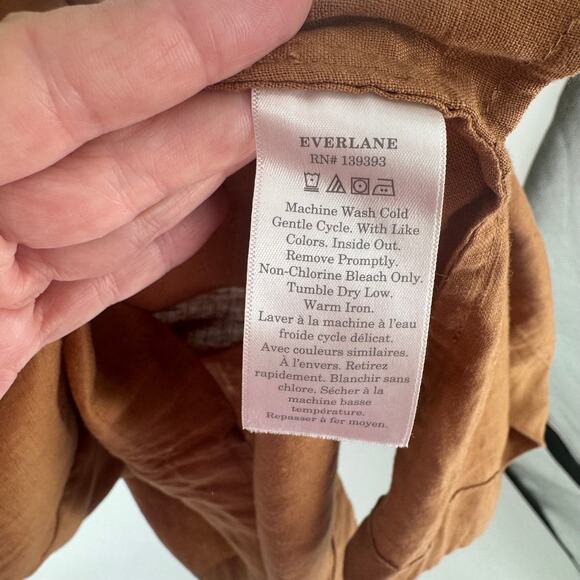 EVERLANE
RN# 139393
Machine Wash Cold
Gentle Cycle. With Like
Colors. Inside Out.
Remove Promptly.
Non-Chlorine Bleach Only.
Tumble Dry Low.
Warm Iron.
Laver à la machine à l'eau
froide cycle délicat.
Avec couleurs similaires.
À l'envers. Retirez
rapidement. Blanchir sans
chlore. Sécher à la
machine basse
température.
Repasser à fer moyen.